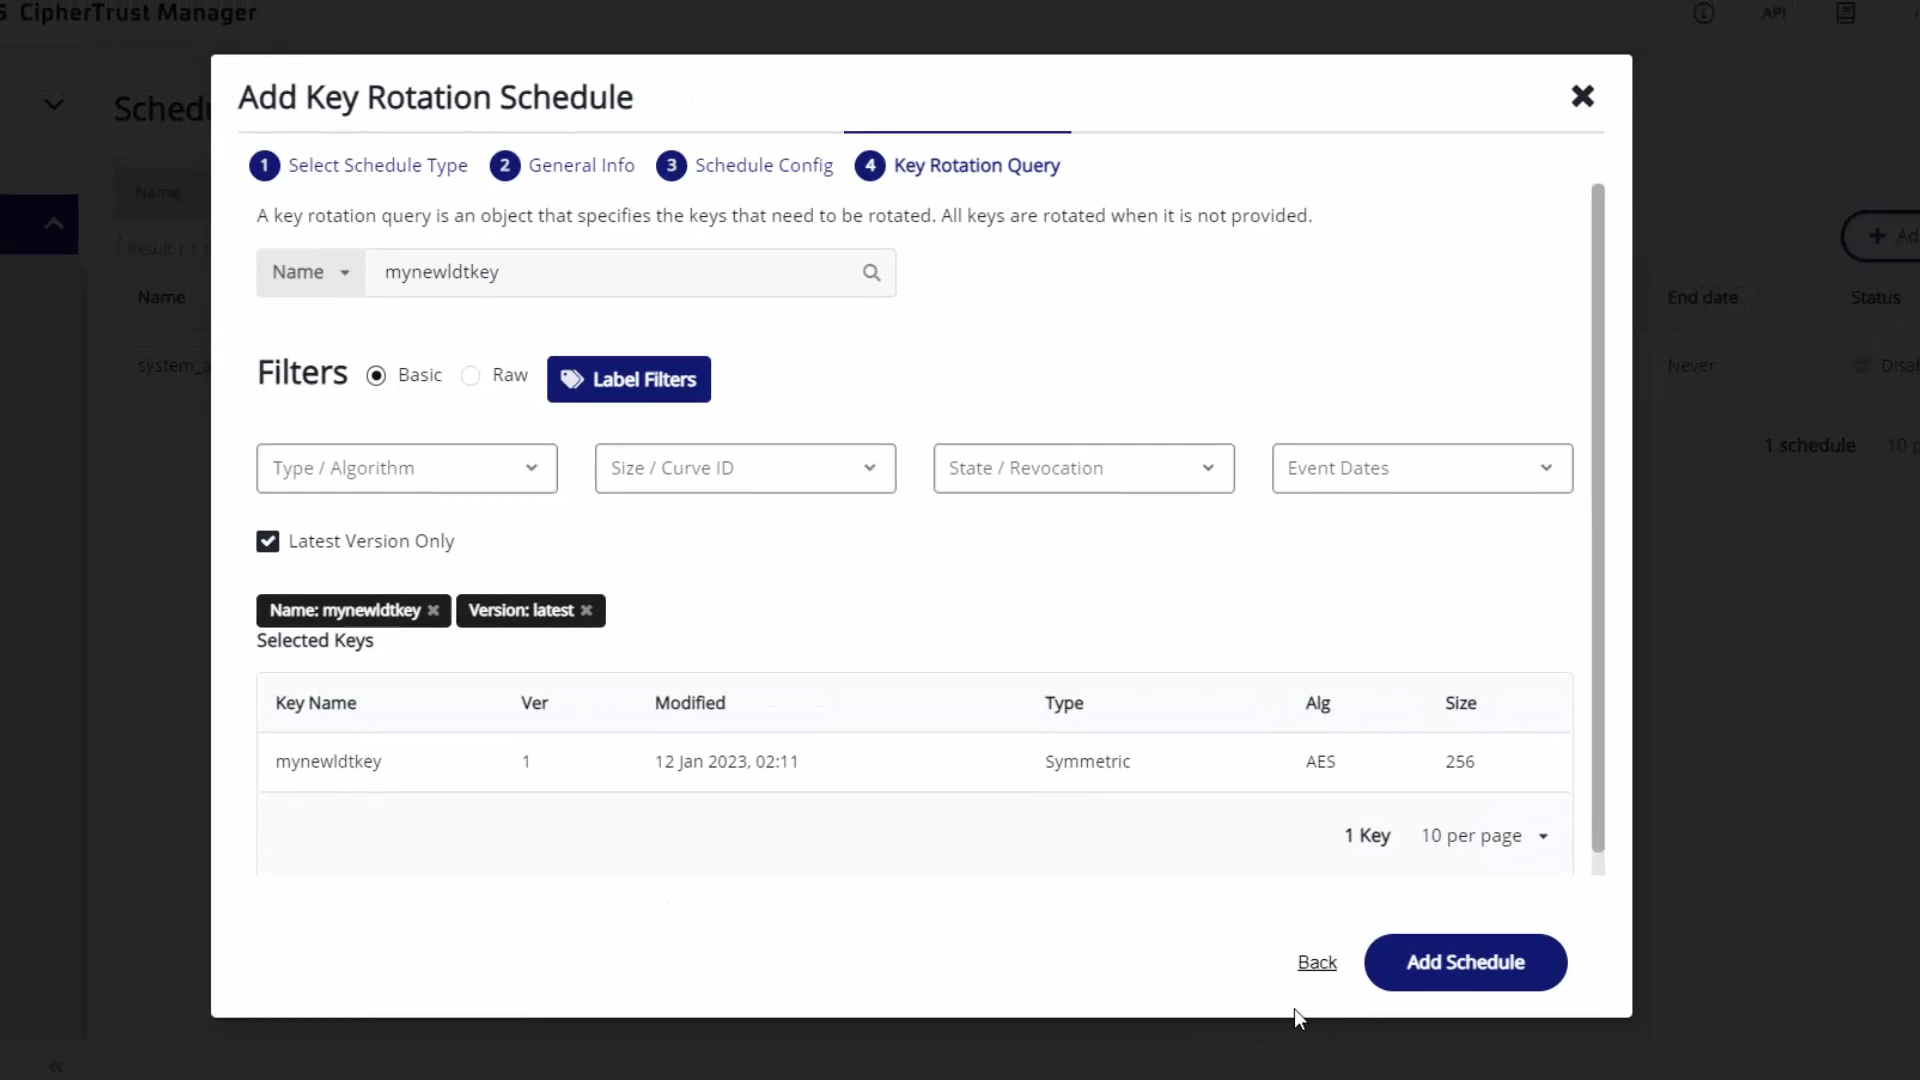 CipherTrust Manager
API
Add Key Rotation Schedule
1 Select Schedule Type 2 General Info 3 Schedule Config 4 Key Rotation Query
A key rotation query is an object that specifies the keys that need to be rotated. All keys are rotated when it is not provided.
Name mynewldtkey
Filters Basic Raw Label Filters
Type / Algorithm Size / Curve ID State / Revocation Event Dates
Latest Version Only
Name: mynewldtkey Version: latest
Selected Keys
Key Name Ver Modified Type Alg Size
mynewldtkey 1 12 Jan 2023, 02:11 Symmetric AES 256
1 Key 10 per page
Back Add Schedule
Name
Name
End date Status
Never
1 schedule